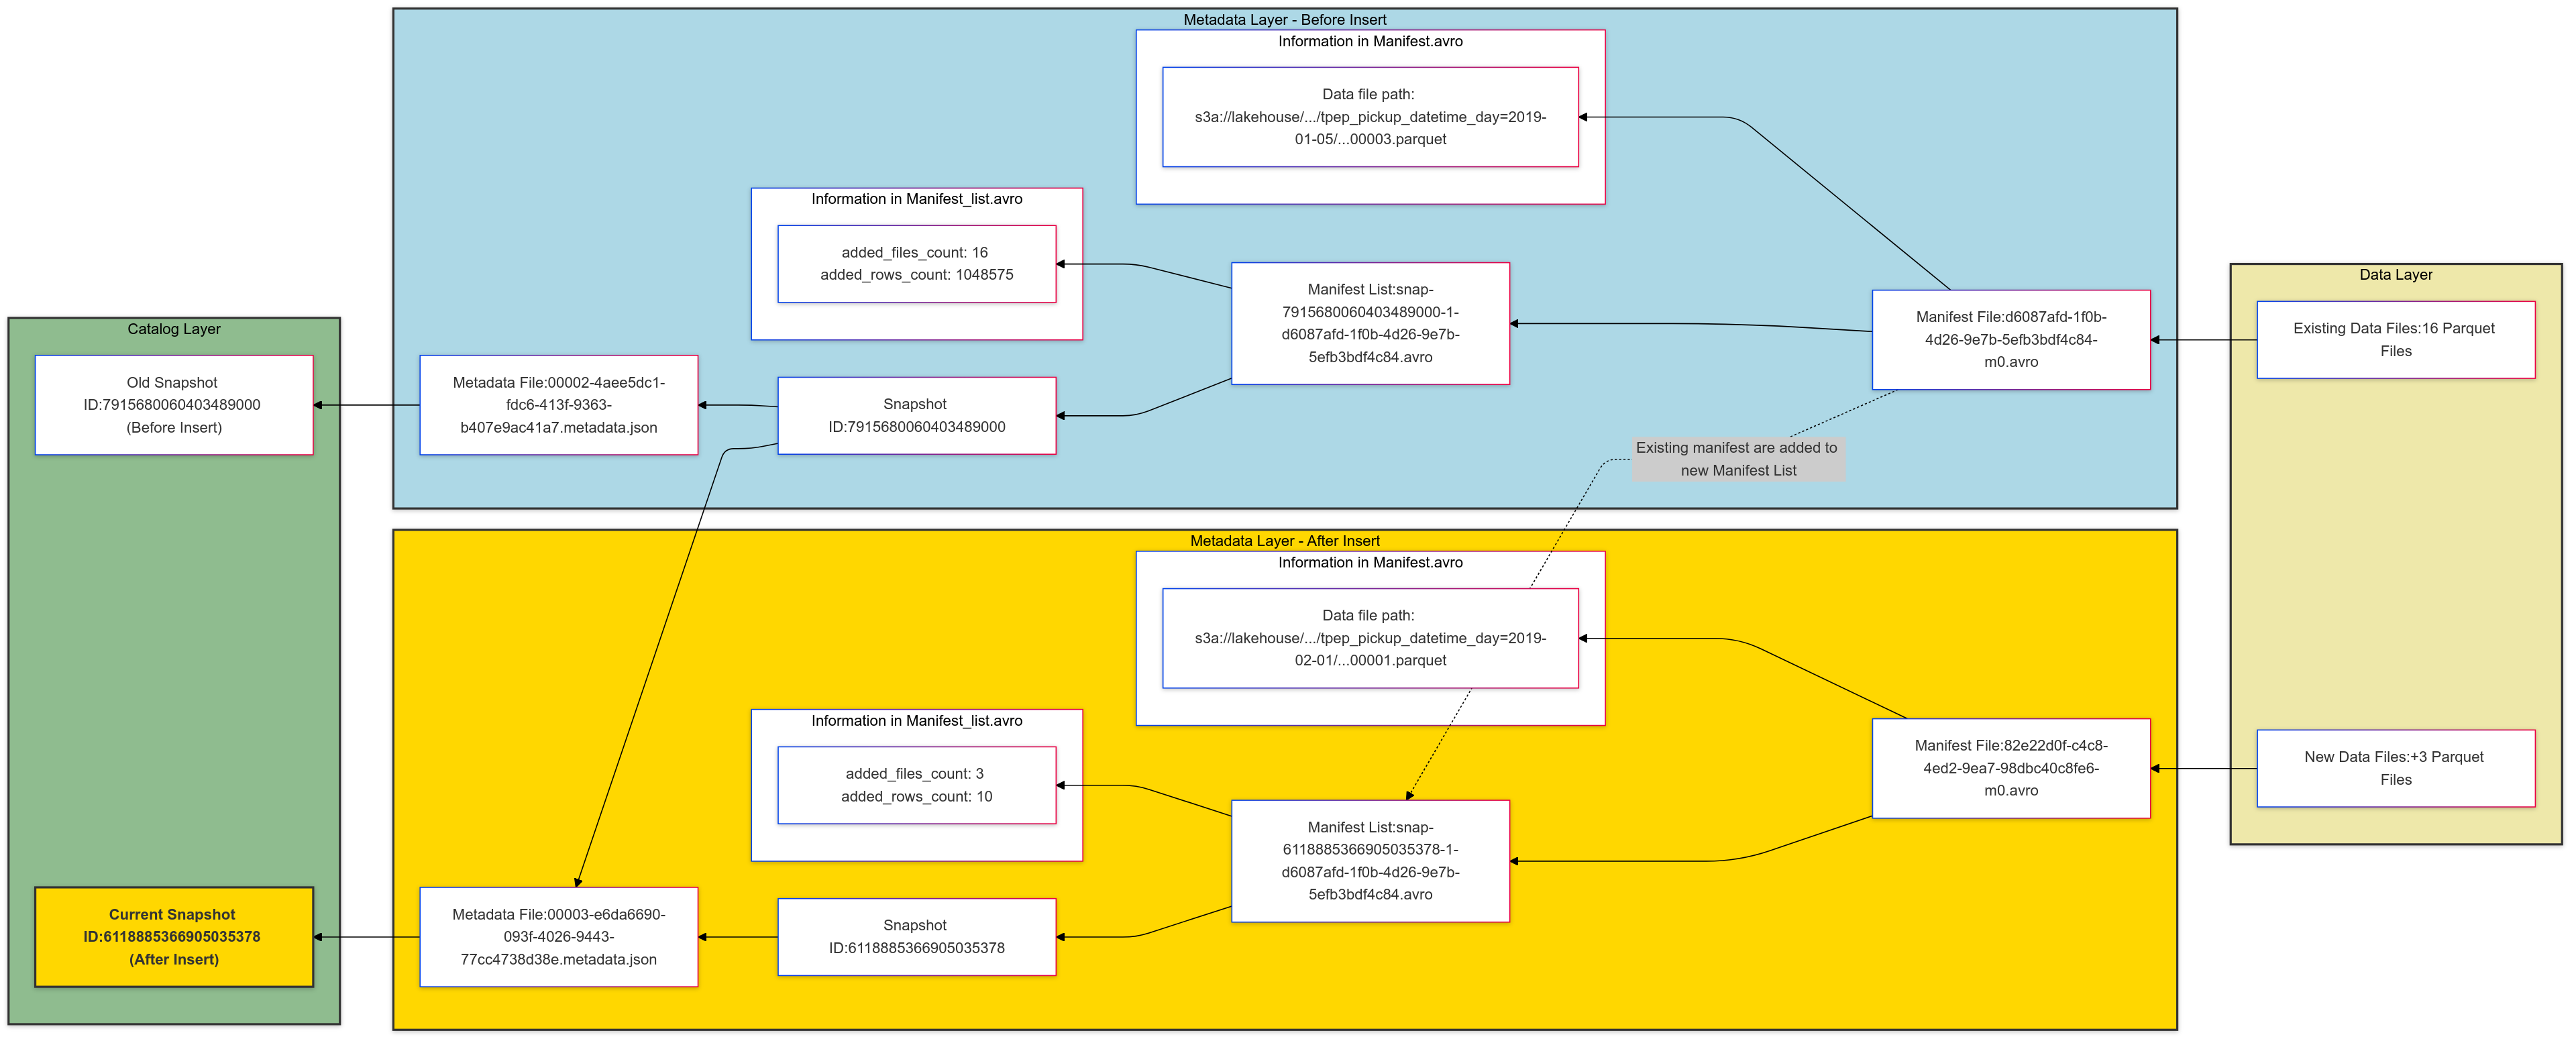 Metadata Layer - Before Insert
Information in Manifest.avro
Data file path:
s3a://lakehouse/.../tpep_pickup_datetime_day=2019-
01-05/...00003.parquet
Information in Manifest_list.avro
added_files_count: 16
added_rows_count: 1048575
Manifest List:snap-
7915680060403489000-1-
d6087afd-1f0b-4d26-9e7b-
5efb3bdf4c84.avro
Manifest File:d6087afd-1f0b-
4d26-9e7b-5efb3bdf4c84-
m0.avro
Data Layer
Existing Data Files:16 Parquet
Files
Catalog Layer
Old Snapshot
ID:7915680060403489000
(Before Insert)
Metadata File:00002-4aee5dc1-
fdc6-413f-9363-
b407e9ac41a7.metadata.json
Snapshot
ID:7915680060403489000
Existing manifest are added to
new Manifest List
Metadata Layer - After Insert
Information in Manifest.avro
Data file path:
s3a://lakehouse/.../tpep_pickup_datetime_day=2019-
02-01/...00001.parquet
Information in Manifest_list.avro
added_files_count: 3
added_rows_count: 10
Manifest List:snap-
6118885366905035378-1-
d6087afd-1f0b-4d26-9e7b-
5efb3bdf4c84.avro
Manifest File:82e22d0f-c4c8-
4ed2-9ea7-98dbc40c8fe6-
m0.avro
New Data Files:+3 Parquet
Files
Current Snapshot
ID:6118885366905035378
(After Insert)
Metadata File:00003-e6da6690-
093f-4026-9443-
77cc4738d38e.metadata.json
Snapshot
ID:6118885366905035378